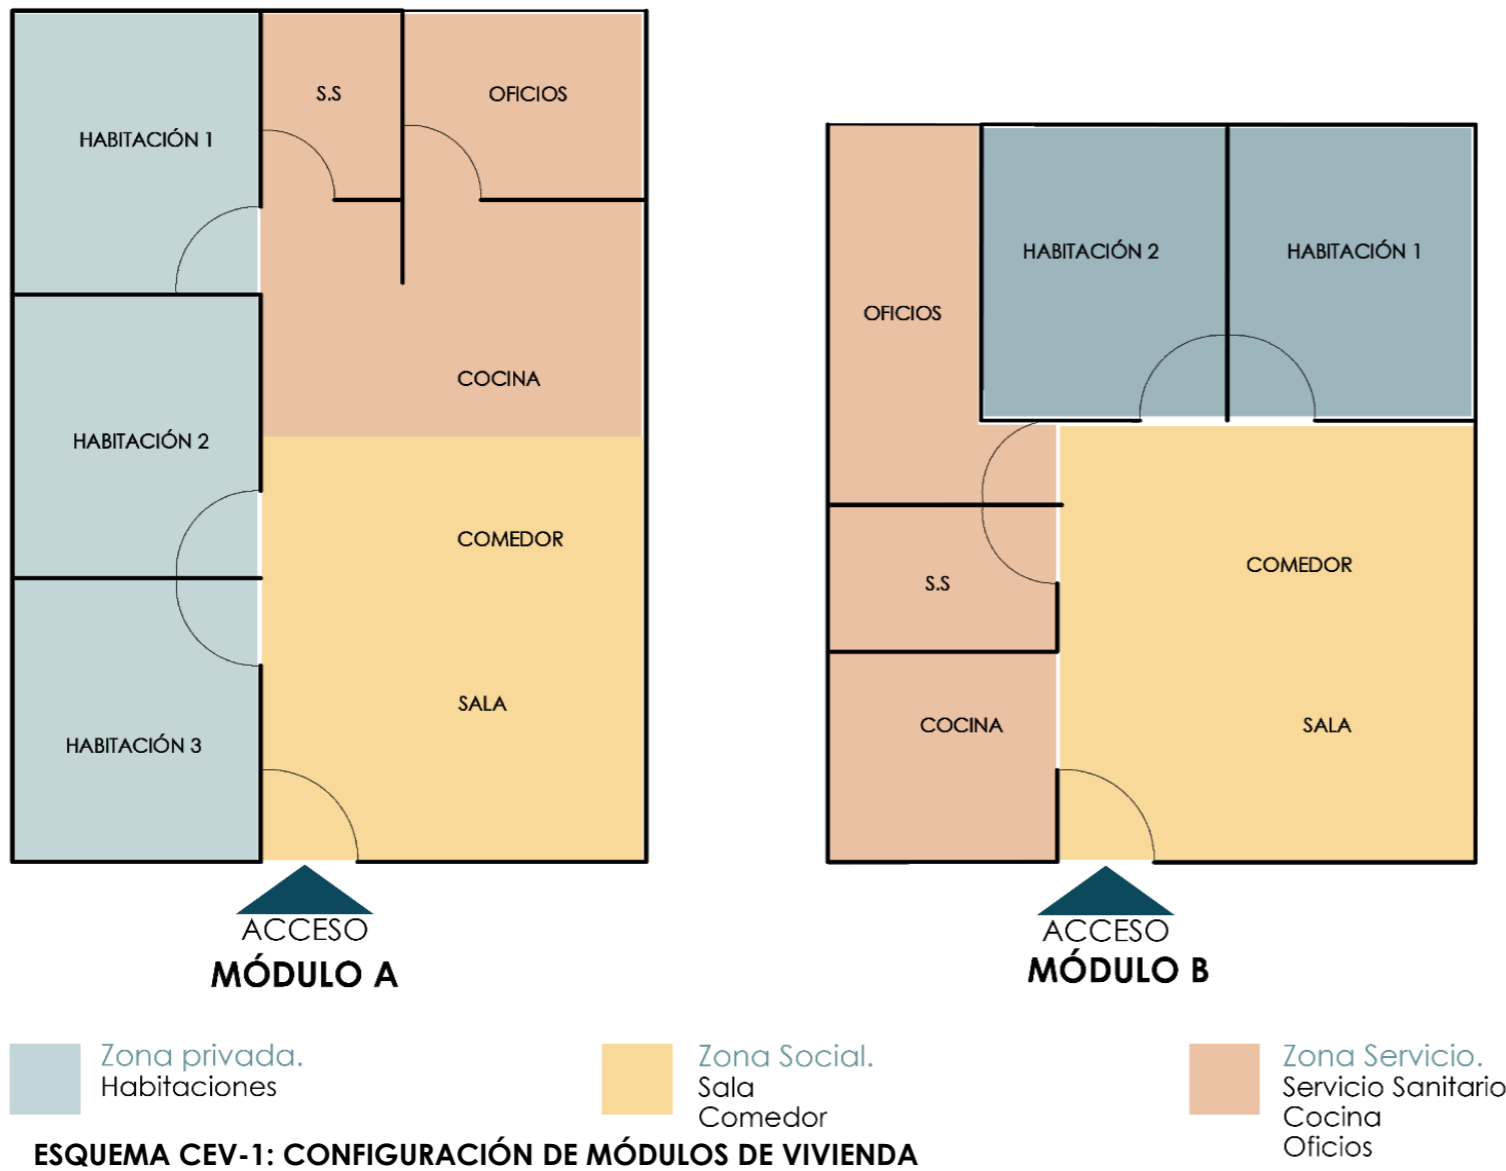 S.S
OFICIOS
HABITACIÓN 1
COCINA
HABITACIÓN 2
COMEDOR
SALA
HABITACIÓN 3
ACCESO
MÓDULO A
HABITACIÓN 2
HABITACIÓN 1
OFICIOS
COMEDOR
S.S
COCINA
SALA
ACCESO
MÓDULO B
Zona privada.
Habitaciones
Zona Social.
Sala
Comedor
Zona Servicio.
Servicio Sanitario
Cocina
Oficios
ESQUEMA CEV-1: CONFIGURACIÓN DE MÓDULOS DE VIVIENDA